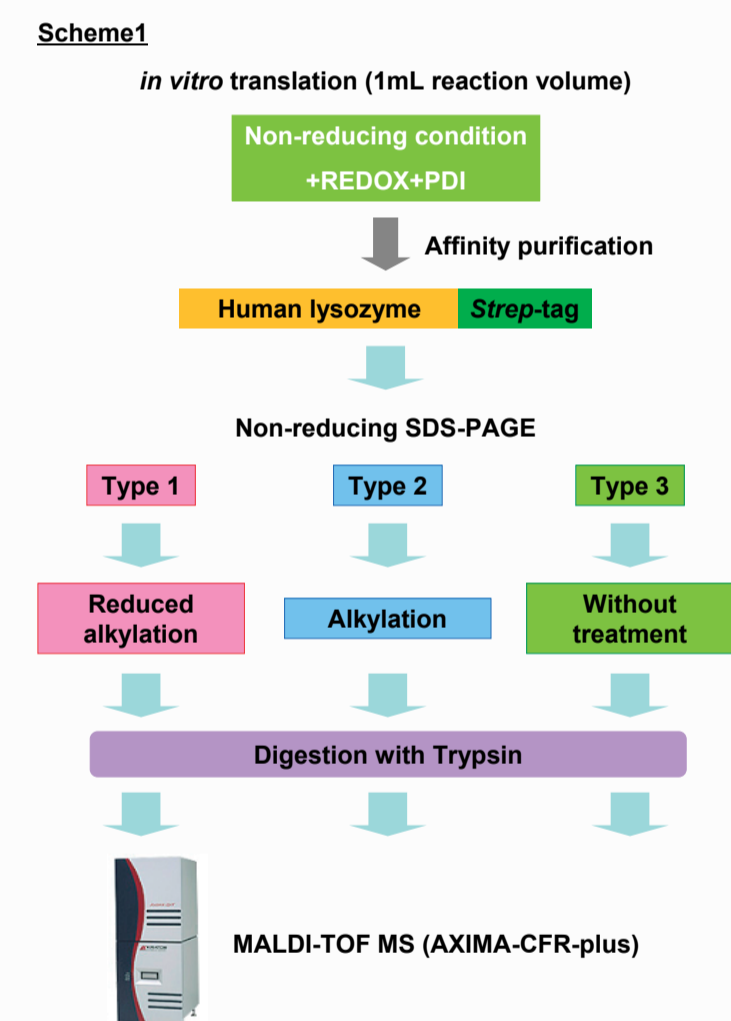 Scheme1
in vitro translation (1mL reaction volume)
Non-reducing condition
+REDOX+PDI
Affinity purification
Human lysozyme Strep-tag
Non-reducing SDS-PAGE
Type 1 Type 2 Type 3
Reduced
alkylation
Alkylation
Without
treatment
Digestion with Trypsin
MALDI-TOF MS (AXIMA-CFR-plus)